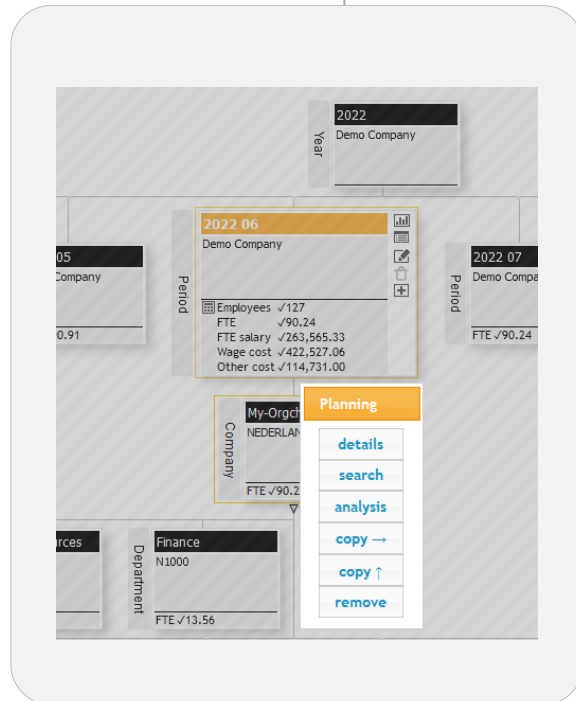 2022
Demo Company
Year
2022 06
Demo Company
Period
Employees √127
FTE √90.24
FTE salary √263,565.33
Wage cost √422,527.06
Other cost √114,731.00
05
Company
0.91
2022 07
Demo Compa
Period
FTE √90.24
My-Orgch
NEDERLAN
Company
FTE √90.2
Planning
details
search
analysis
copy →
copy ↑
remove
rces
Finance
N1000
Department
FTE √13.56